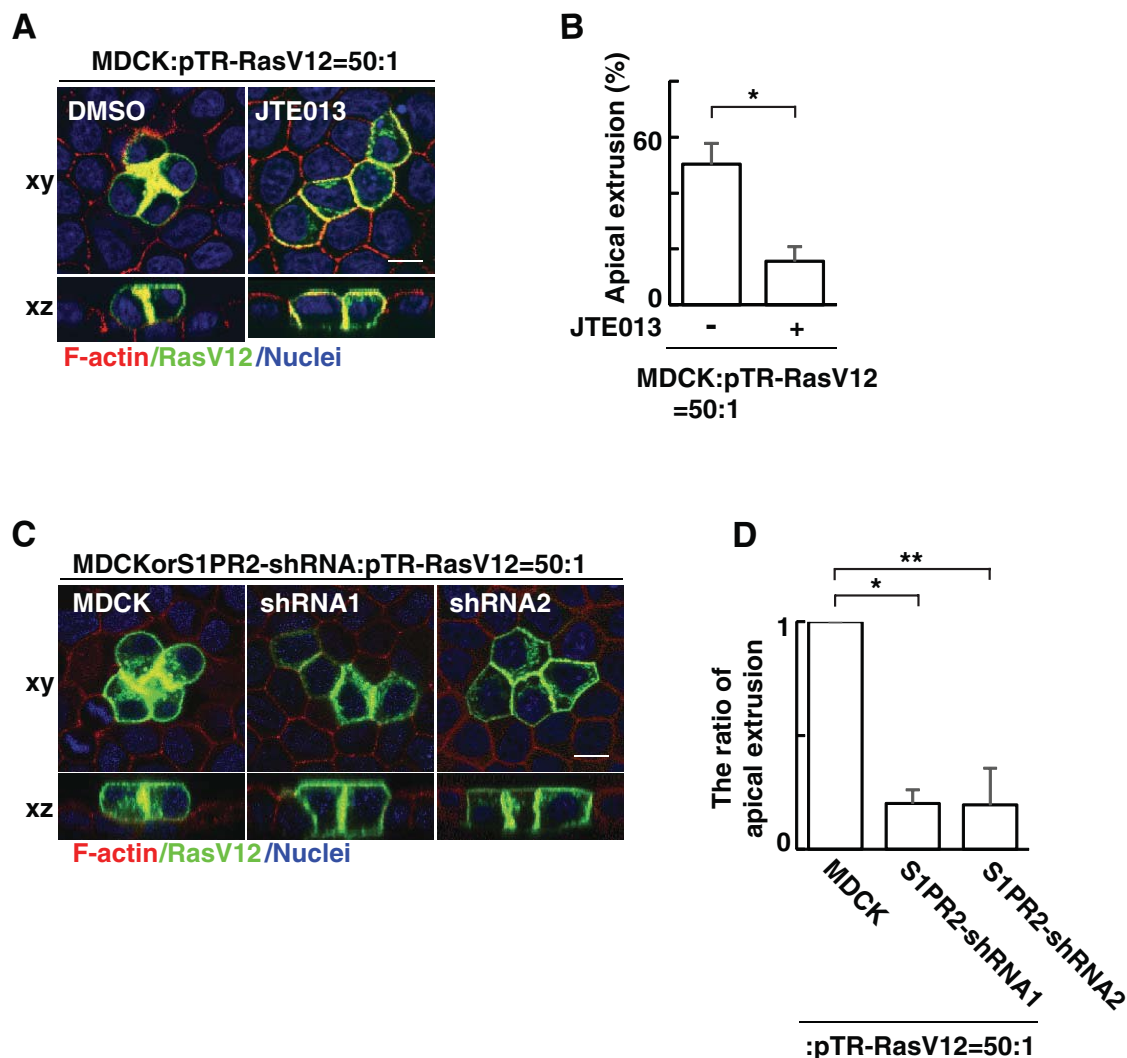 A
MDCK:pTR-RasV12=50:1
DMSO
JTE013
xy
xz
F-actin/RasV12/Nuclei
B
Apical extrusion (%)
60
0
*
JTE013
- +
MDCK:pTR-RasV12
=50:1
C
MDCKorS1PR2-shRNA:pTR-RasV12=50:1
MDCK
shRNA1
shRNA2
xy
xz
F-actin/RasV12/Nuclei
D
The ratio of
apical extrusion
1
0
**
*
MDCK
S1PR2-shRNA1
S1PR2-shRNA2
:pTR-RasV12=50:1